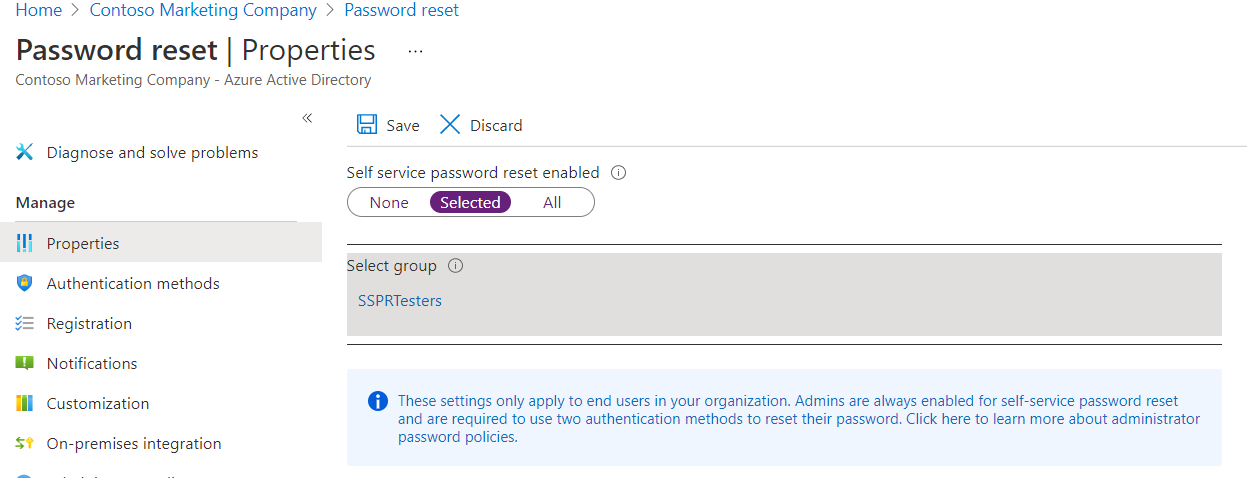 Home > Contoso Marketing Company > Password reset
Password reset | Properties ...
Contoso Marketing Company - Azure Active Directory
«
Diagnose and solve problems
Manage
Properties
Authentication methods
Registration
Notifications
Customization
On-premises integration
Save Discard
Self service password reset enabled
None Selected All
Select group
SSPRTesters
These settings only apply to end users in your organization. Admins are always enabled for self-service password reset
and are required to use two authentication methods to reset their password. Click here to learn more about administrator
password policies.